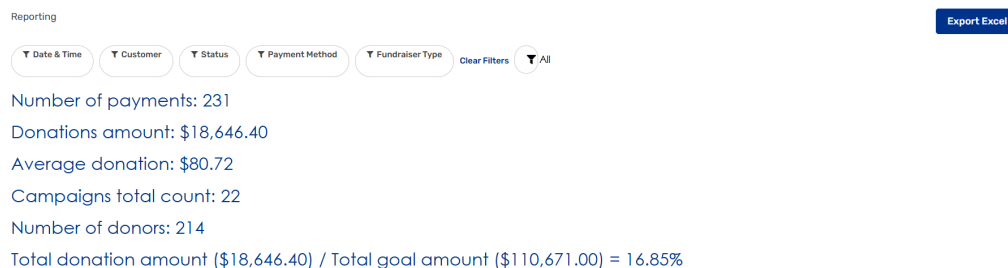 Reporting
Export Excel
Date & Time Customer Status Payment Method Fundraiser Type Clear Filters All
Number of payments: 231
Donations amount: $18,646.40
Average donation: $80.72
Campaigns total count: 22
Number of donors: 214
Total donation amount ($18,646.40) / Total goal amount ($110,671.00) = 16.85%